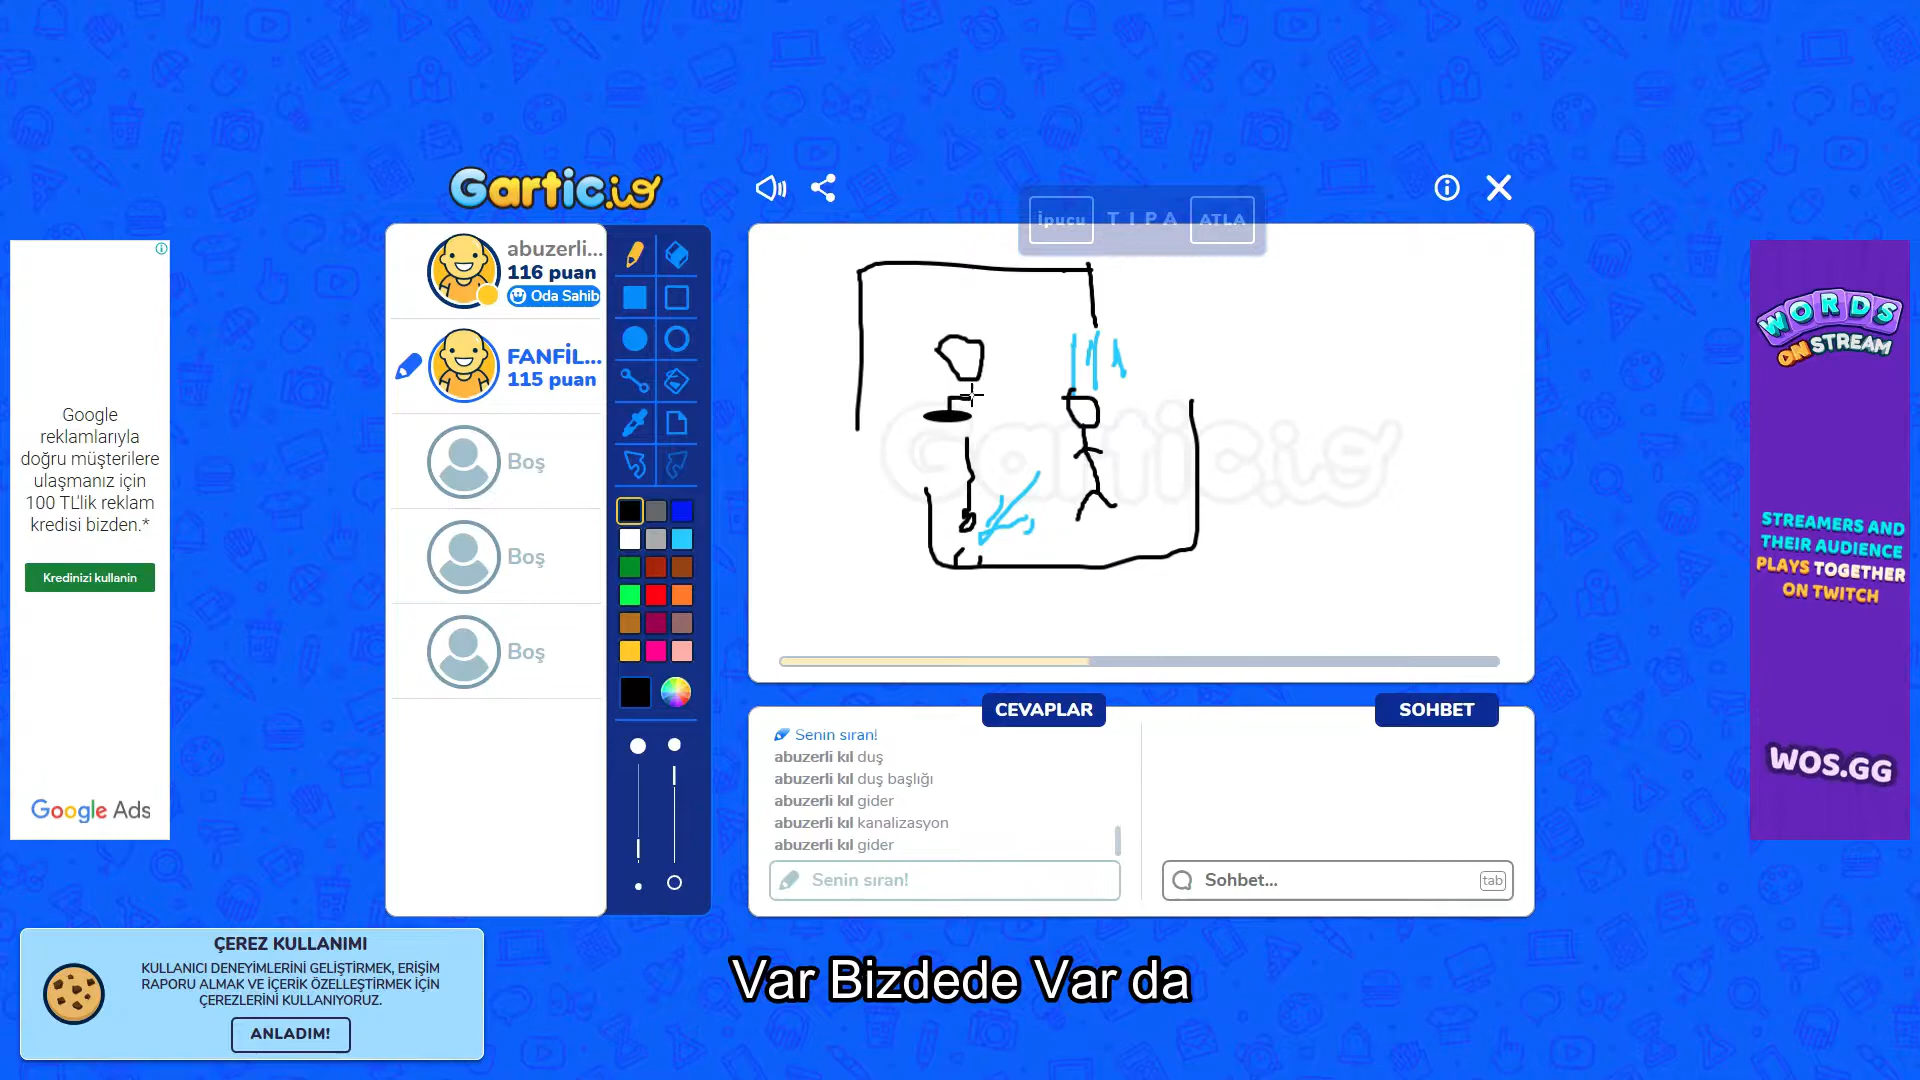 Gartic.io
İpucu
TIPA
ATLA
abuzerli...
116 puan
Oda Sahib
FANFİL...
115 puan
Boş
Boş
Boş
Gartic.io
Google
reklamlarıyla
doğru müşterilere
ulaşmanız için
100 TL'lik reklam
kredisi bizden.*
Kredinizi kullanın
Google Ads
WORDS
ON STREAM
STREAMERS AND
THEIR AUDIENCE
PLAYS TOGETHER
ON TWITCH
WOS.GG
CEVAPLAR
SOHBET
Senin sıran!
abuzerli kıl duş
abuzerli kıl duş başlığı
abuzerli kıl gider
abuzerli kıl kanalizasyon
abuzerli kıl gider
Senin sıran!
Sohbet...
tab
ÇEREZ KULLANIMI
KULLANICI DENEYİMLERİNİ GELİŞTİRMEK, ERİŞİM
RAPORU ALMAK VE İÇERİK ÖZELLEŞTİRMEK İÇİN
ÇEREZLERİNİ KULLANIYORUZ.
ANLADIM!
Var Bizdede Var da